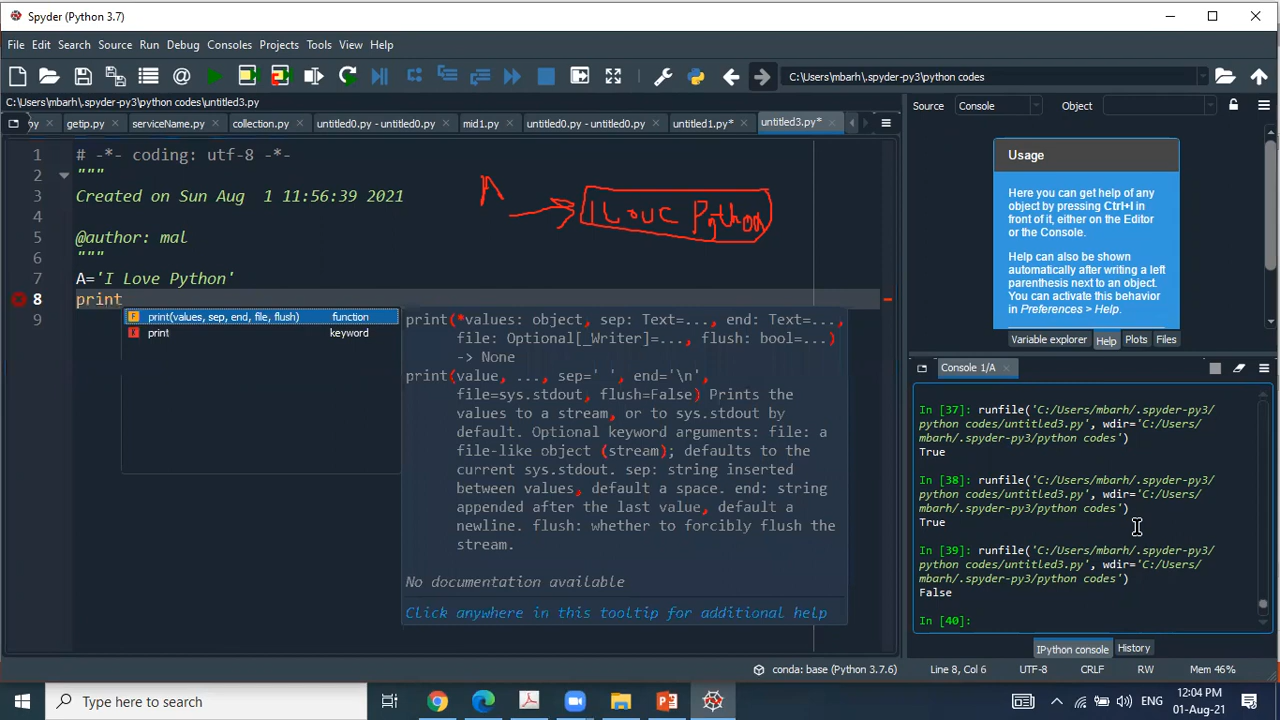 Spyder (Python 3.7)
File Edit Search Source Run Debug Consoles Projects Tools View Help
C:\Users\mbarh\.spyder-py3\python codes
C:\Users\mbarh\.spyder-py3\python codes\untitled3.py
Source Console Object
py getip.py serviceName.py collection.py untitled0.py - untitled0.py mid1.py untitled0.py - untitled0.py untitled1.py* untitled3.py*
1 # -*- coding: utf-8 -*-
2 """
3 Created on Sun Aug  1 11:56:39 2021
4
5 @author: mal
6 """
7 A='I Love Python'
8 print
9
A
I Love Python
print(values, sep, end, file, flush) function
print keyword
print(*values: object, sep: Text=..., end: Text=...,
file: Optional[_Writer]=..., flush: bool=...)
-> None
print(value, ..., sep=' ', end='\n',
file=sys.stdout, flush=False) Prints the
values to a stream, or to sys.stdout by
default. Optional keyword arguments: file: a
file-like object (stream); defaults to the
current sys.stdout. sep: string inserted
between values, default a space. end: string
appended after the last value, default a
newline. flush: whether to forcibly flush the
stream.
No documentation available
Click anywhere in this tooltip for additional help
Usage
Here you can get help of any
object by pressing Ctrl+I in
front of it, either on the Editor
or the Console.
Help can also be shown
automatically after writing a left
parenthesis next to an object.
You can activate this behavior
in Preferences > Help.
Variable explorer Help Plots Files
Console 1/A
In [37]: runfile('C:/Users/mbarh/.spyder-py3/
python codes/untitled3.py', wdir='C:/Users/
mbarh/.spyder-py3/python codes')
True
In [38]: runfile('C:/Users/mbarh/.spyder-py3/
python codes/untitled3.py', wdir='C:/Users/
mbarh/.spyder-py3/python codes')
True
In [39]: runfile('C:/Users/mbarh/.spyder-py3/
python codes/untitled3.py', wdir='C:/Users/
mbarh/.spyder-py3/python codes')
False
In [40]:
IPython console History
conda: base (Python 3.7.6) Line 8, Col 6 UTF-8 CRLF RW Mem 46%
Type here to search
ENG
12:04 PM
01-Aug-21